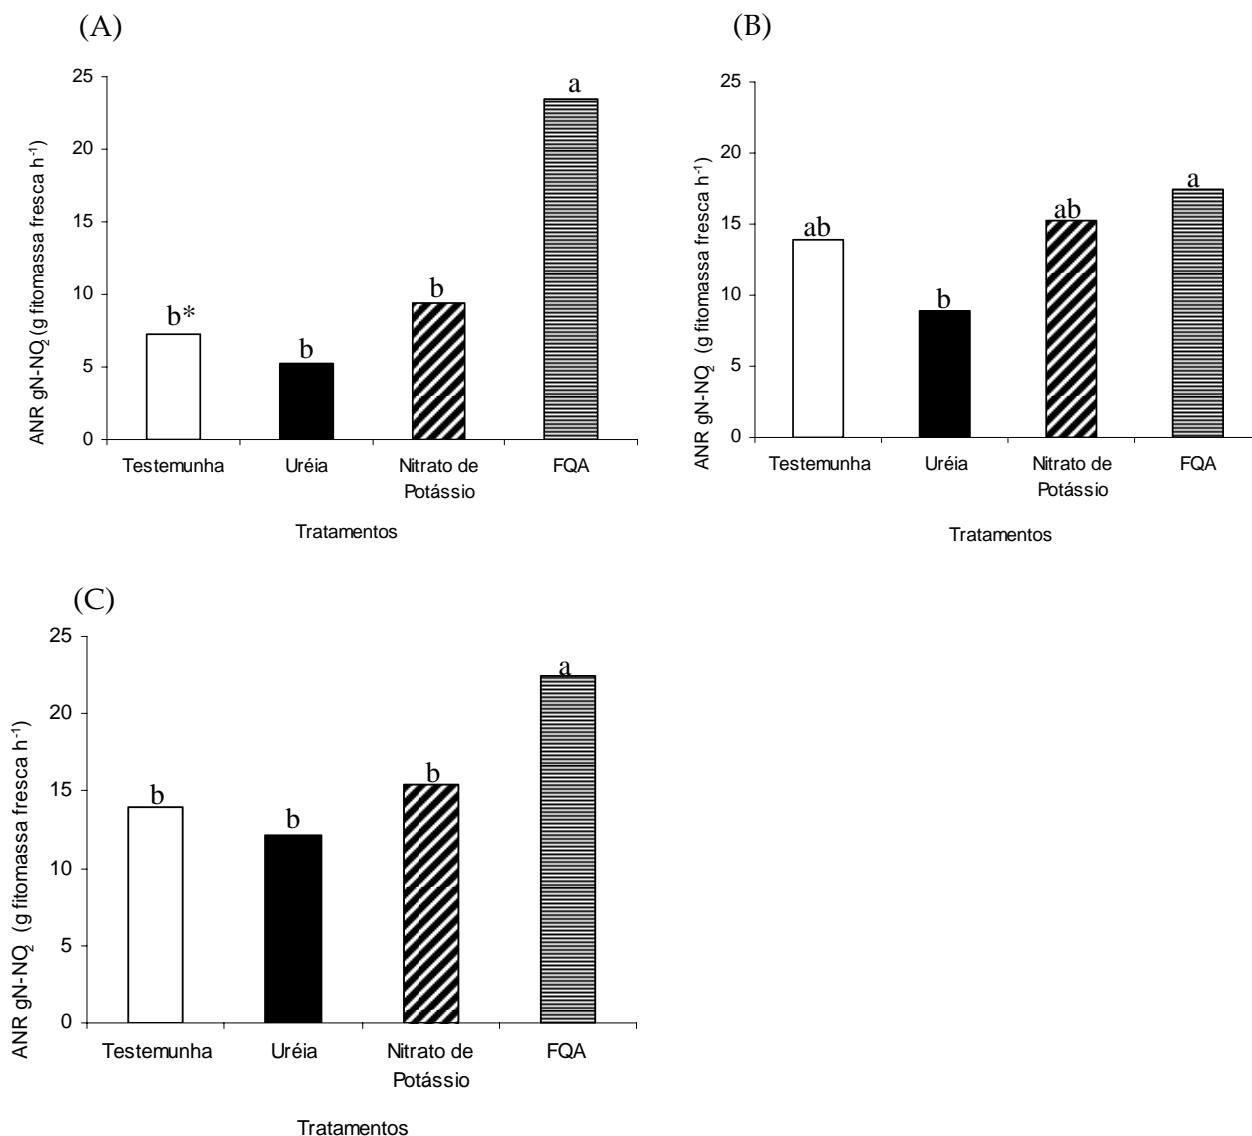 (A)
ANR gN-NO2 (g fitomassa fresca h-1)
25
20
15
10
5
0
b*
b
b
a
Testemunha
Uréia
Nitrato de
Potássio
FQA
Tratamentos
(B)
ANR gN-NO2 (g fitomassa fresca h-1)
25
20
15
10
5
0
ab
b
ab
a
Testemunha
Uréia
Nitrato de
Potássio
FQA
Tratamentos
(C)
ANR gN-NO2 (g fitomassa fresca h-1)
25
20
15
10
5
0
b
b
b
a
Testemunha
Uréia
Nitrato de
Potássio
FQA
Tratamentos